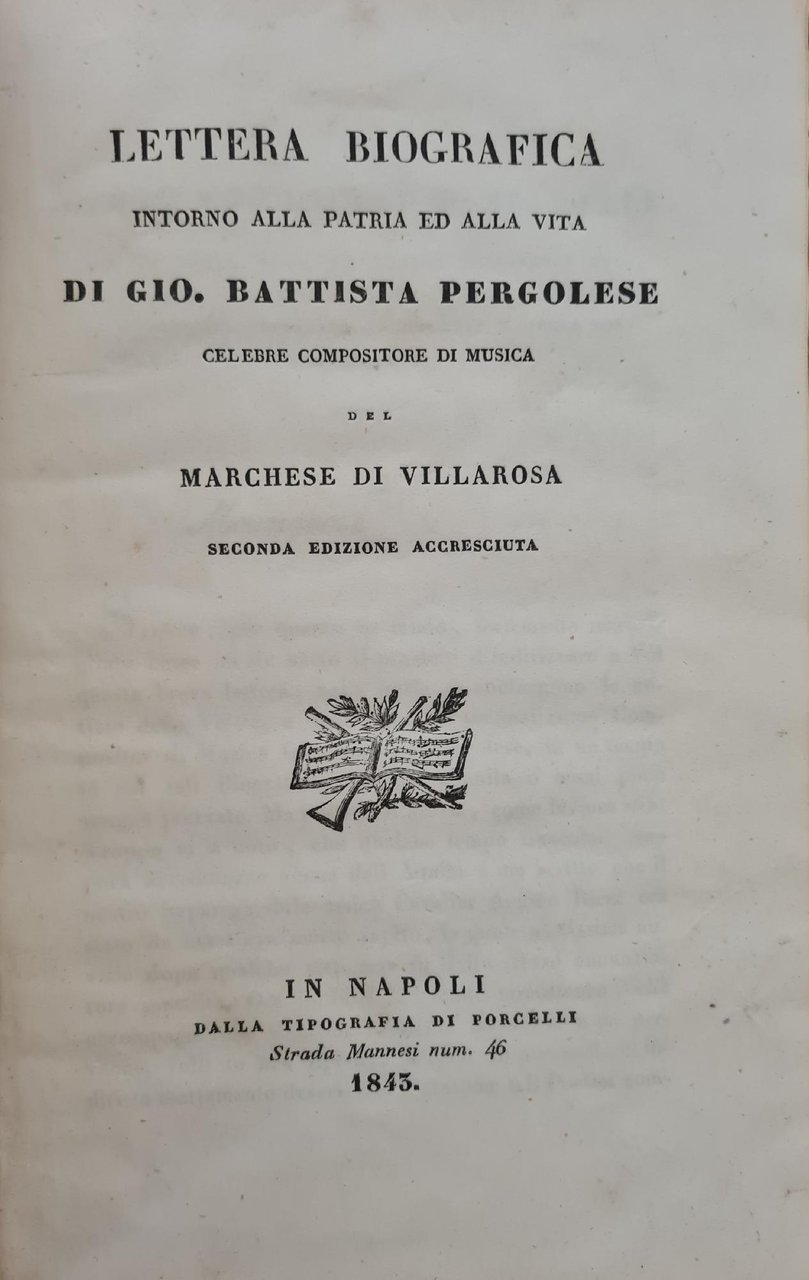 LETTERA BIOGRAFICA
INTORNO ALLA PATRIA ED ALLA VITA
DI GIO. BATTISTA PERGOLESE
CELEBRE COMPOSITORE DI MUSICA
DEL
MARCHESE DI VILLAROSA
SECONDA EDIZIONE ACCRESCIUTA
IN NAPOLI
DALLA TIPOGRAFIA DI PORCELLI
Strada Mannesi num. 46
1843.